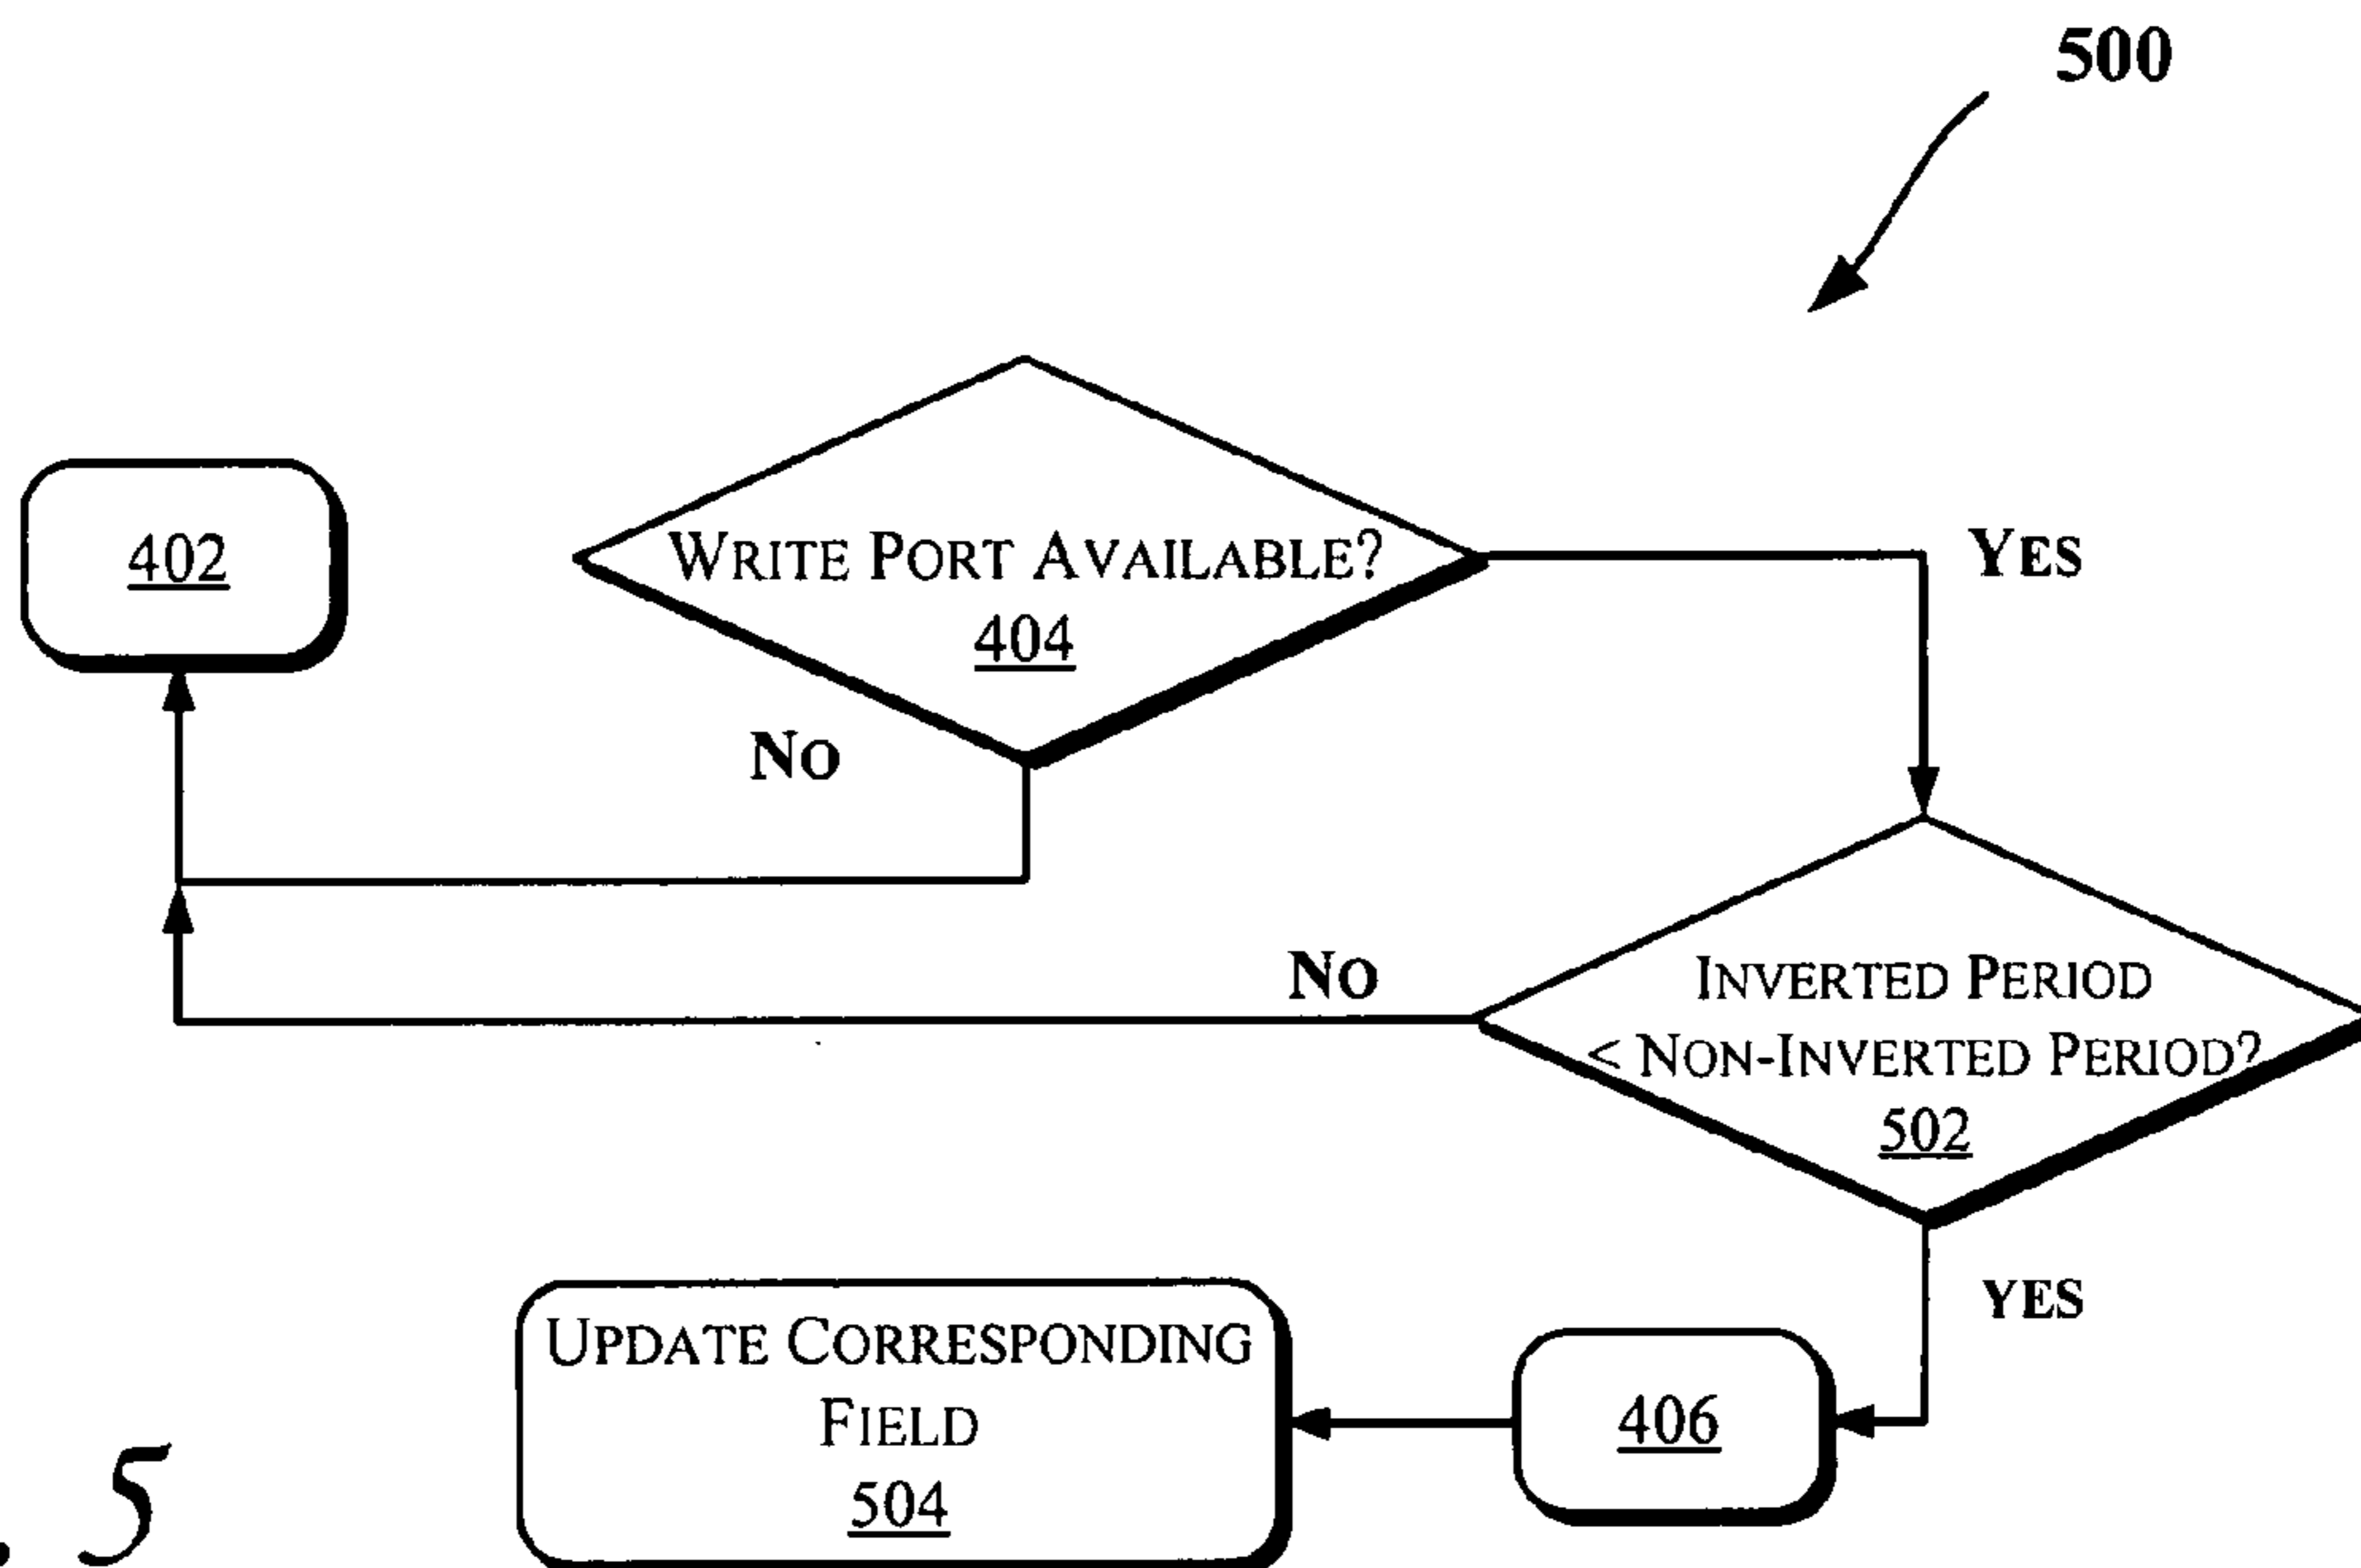 500
402
WRITE PORT AVAILABLE?
404
YES
NO
NO
INVERTED PERIOD
< NON-INVERTED PERIOD?
502
YES
UPDATE CORRESPONDING
FIELD
504
406
. 5